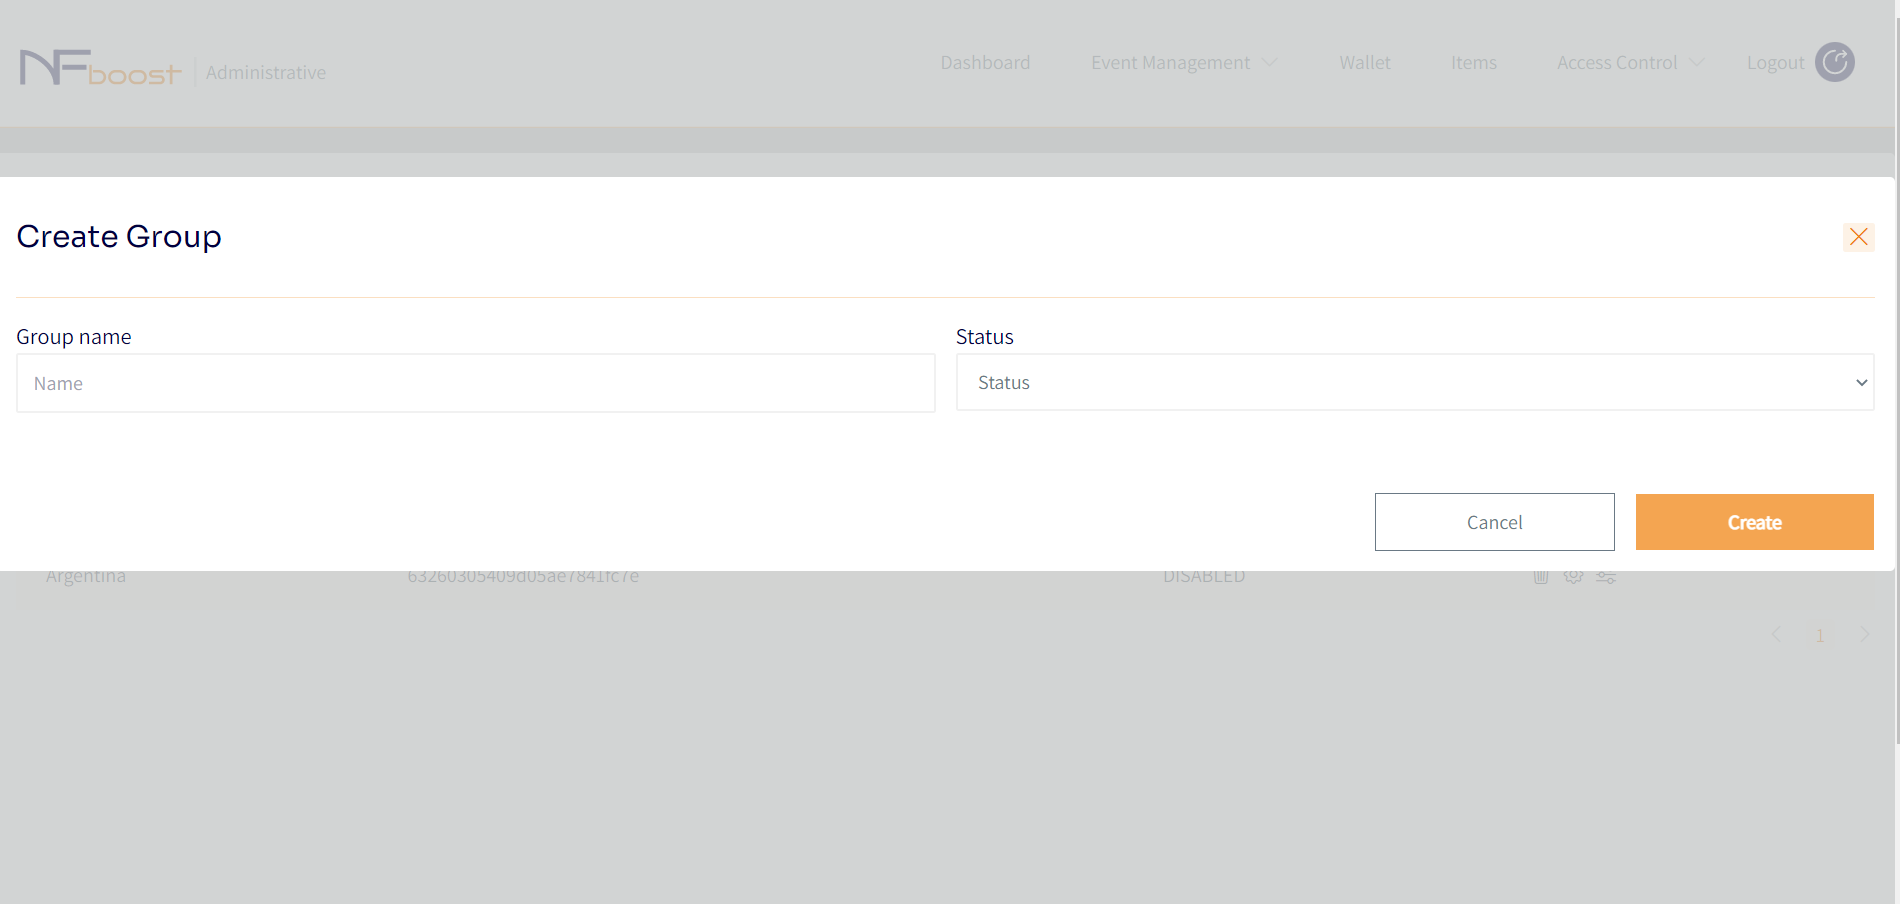 NFboost Administrative Dashboard Event Management Wallet Items Access Control Logout
Create Group
Group name Status
Name Status
Cancel Create
Argentina 63260305409d05ae7841fc7e DISABLED
1